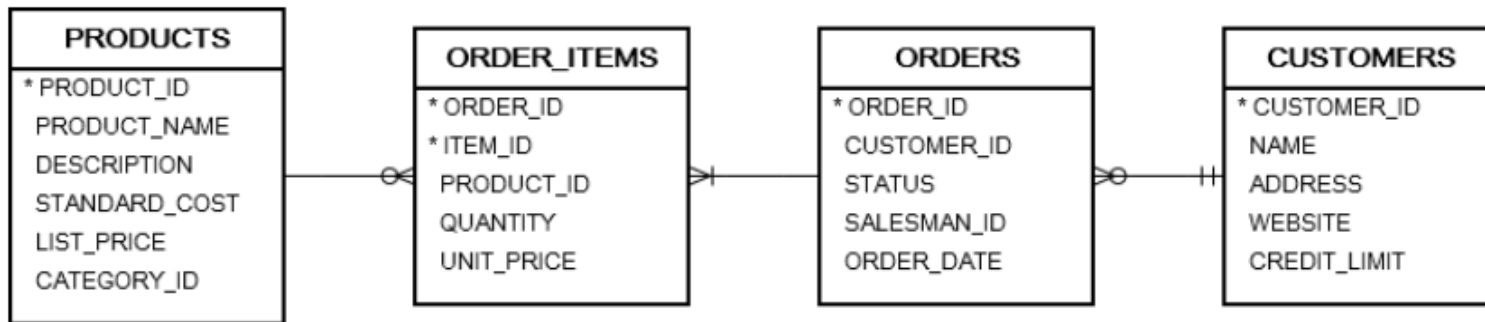 PRODUCTS
* PRODUCT_ID
PRODUCT_NAME
DESCRIPTION
STANDARD_COST
LIST_PRICE
CATEGORY_ID
ORDER_ITEMS
* ORDER_ID
* ITEM_ID
PRODUCT_ID
QUANTITY
UNIT_PRICE
ORDERS
* ORDER_ID
CUSTOMER_ID
STATUS
SALESMAN_ID
ORDER_DATE
CUSTOMERS
* CUSTOMER_ID
NAME
ADDRESS
WEBSITE
CREDIT_LIMIT